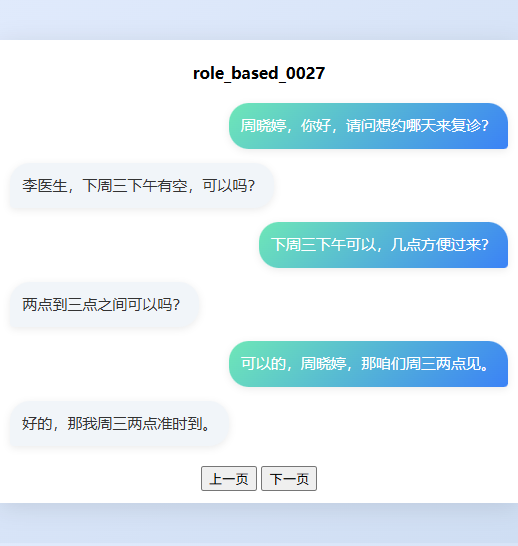 role_based_0027
周晓婷，你好，请问想约哪天来复诊？
李医生，下周三下午有空，可以吗？
下周三下午可以，几点方便过来？
两点到三点之间可以吗？
可以的，周晓婷，那咱们周三两点见。
好的，那我周三两点准时到。
上一页 下一页